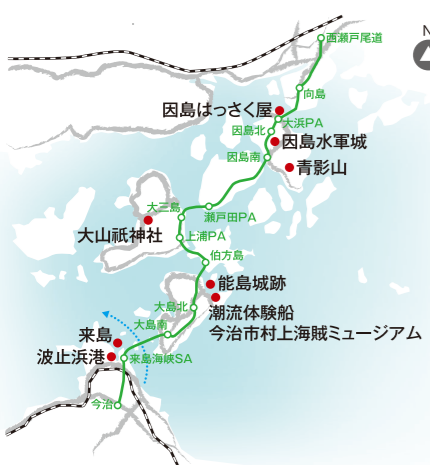 西瀬戸尾道
N
向島
因島はっさく屋
大浜PA
因島北
因島水軍城
因島南
青影山
大三島
瀬戸田PA
大山祇神社
上浦PA
伯方島
能島城跡
大島北
潮流体験船
大島南
今治市村上海賊ミュージアム
来島
波止浜港
来島海峡SA
今治